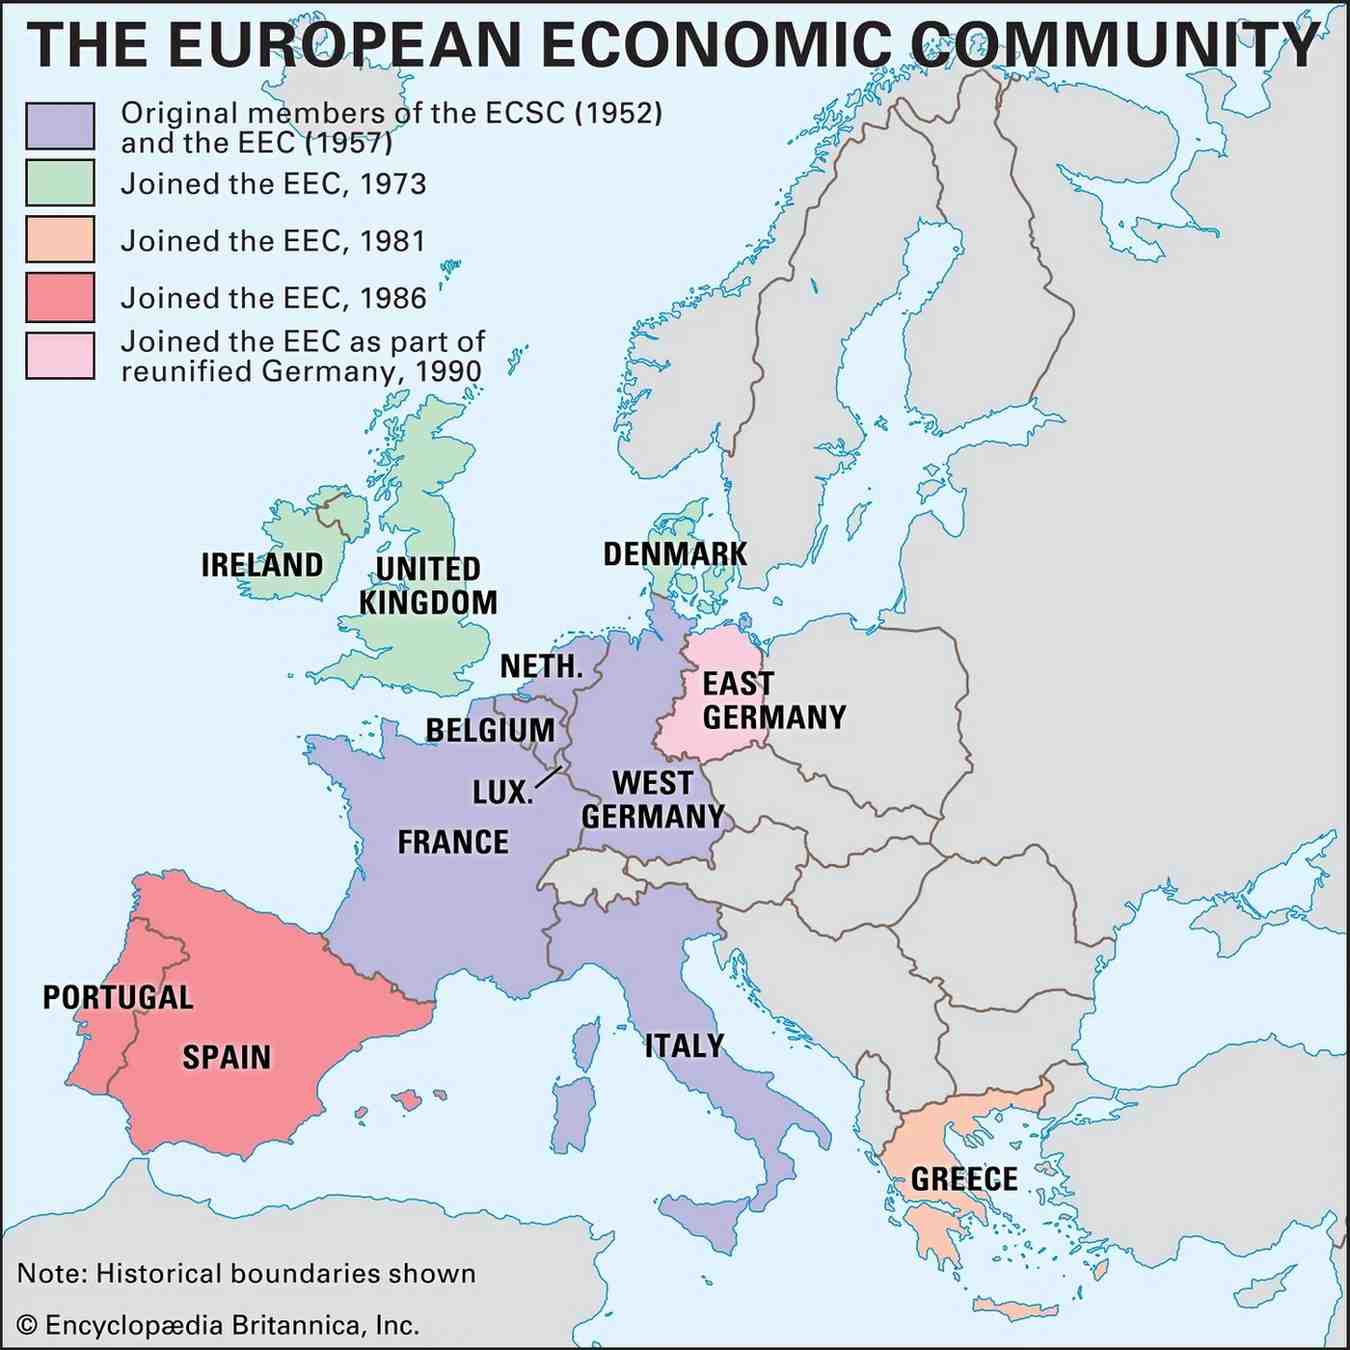 THE EUROPEAN ECONOMIC COMMUNITY
Original members of the ECSC (1952)
and the EEC (1957)
Joined the EEC, 1973
Joined the EEC, 1981
Joined the EEC, 1986
Joined the EEC as part of
reunified Germany, 1990
IRELAND
UNITED
KINGDOM
DENMARK
NETH.
EAST
GERMANY
BELGIUM
LUX.
WEST
GERMANY
FRANCE
PORTUGAL
SPAIN
ITALY
GREECE
Note: Historical boundaries shown
© Encyclopædia Britannica, Inc.